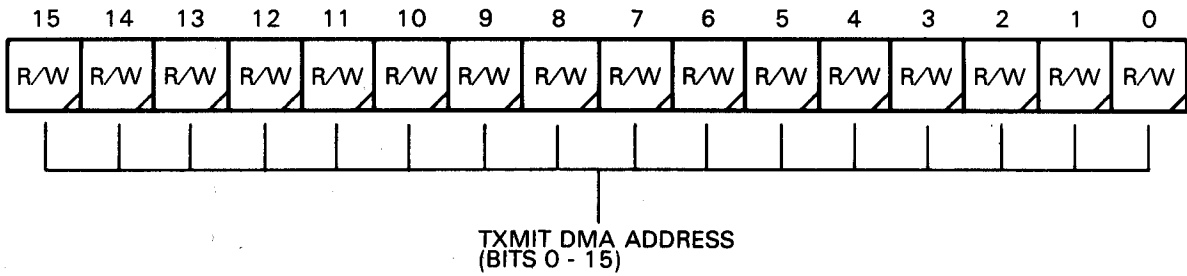 15 14 13 12 11 10 9 8 7 6 5 4 3 2 1 0
R/W R/W R/W R/W R/W R/W R/W R/W R/W R/W R/W R/W R/W R/W R/W R/W
TXMIT DMA ADDRESS
(BITS 0 - 15)